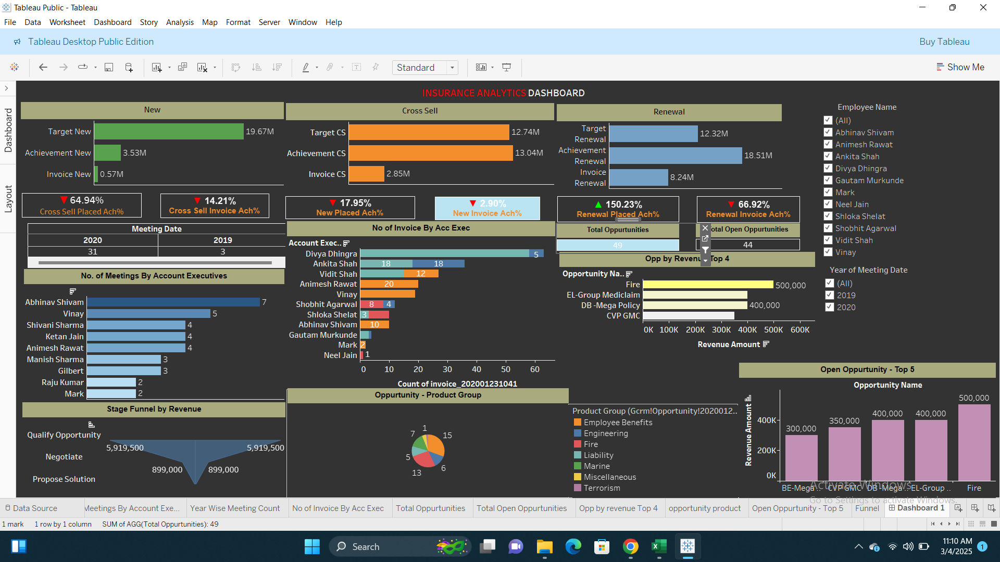 Tableau Public - Tableau
File Data Worksheet Dashboard Story Analysis Map Format Server Window Help
Tableau Desktop Public Edition
Buy Tableau
Standard
Show Me
Dashboard
Layout
INSURANCE ANALYTICS DASHBOARD
New
Target New 19.67M
Achievement New 3.53M
Invoice New 0.57M
Cross Sell
Target CS 12.74M
Achievement CS 13.04M
Invoice CS 2.85M
Renewal
Target
Renewal 12.32M
Achievement
Renewal 18.51M
Invoice
Renewal 8.24M
64.94%
Cross Sell Placed Ach%
14.21%
Cross Sell Invoice Ach%
17.95%
New Placed Ach%
2.90%
New Invoice Ach%
150.23%
Renewal Placed Ach%
66.92%
Renewal Invoice Ach%
Employee Name
(All)
Abhinav Shivam
Animesh Rawat
Ankita Shah
Divya Dhingra
Gautam Murkunde
Mark
Neel Jain
Shloka Shelat
Shobhit Agarwal
Vidit Shah
Vinay
Year of Meeting Date
(All)
2019
2020
Meeting Date
2020 2019
31 3
No. of Meetings By Account Executives
Abhinav Shivam 7
Vinay 5
Shivani Sharma 4
Ketan Jain 4
Animesh Rawat 4
Manish Sharma 3
Gilbert 3
Raju Kumar 2
Mark 2
No of Invoice By Acc Exec
Account Exec..
Divya Dhingra 5
Ankita Shah 18 18
Vidit Shah 12
Animesh Rawat 20
Vinay
Shobhit Agarwal 8 4
Shloka Shelat 3
Abhinav Shivam 10
Gautam Murkunde
Mark 2
Neel Jain 1
0 10 20 30 40 50 60
Count of invoice_202001231041
Total Oppurtunities
49
otal Open Oppurtunities
44
Opp by Revenu Top 4
Opportunity Na..
Fire 500,000
EL-Group Mediclaim
DB -Mega Policy 400,000
CVP GMC
0K 100K 200K 300K 400K 500K 600K
Revenue Amount
Stage Funnel by Revenue
Qualify Opportunity
5,919,500 5,919,500
Negotiate
899,000 899,000
Propose Solution
Oppurtunity - Product Group
1
7 15
5 6
13
Product Group (Gcrm!Opportunity!2020012..
Employee Benefits
Engineering
Fire
Liability
Marine
Miscellaneous
Terrorism
Open Oppurtunity - Top 5
Opportunity Name
Revenue Amount
400K
200K
0K
300,000 350,000 400,000 400,000 500,000
BE-Mega .. CVP GMC DB -Mega .. EL-Group .. Fire
Activate Windows
Go to Settings to activate Windows.
Data Source Meetings By Account Exe... Year Wise Meeting Count No of Invoice By Acc Exec Total Oppurtunities Total Open Oppurtunities Opp by revenue Top 4 opportunity product Open Oppurtunity - Top 5 Funnel Dashboard 1
1 mark 1 row by 1 column SUM of AGG(Total Oppurtunities): 49
Search
11:10 AM
3/4/2025
1